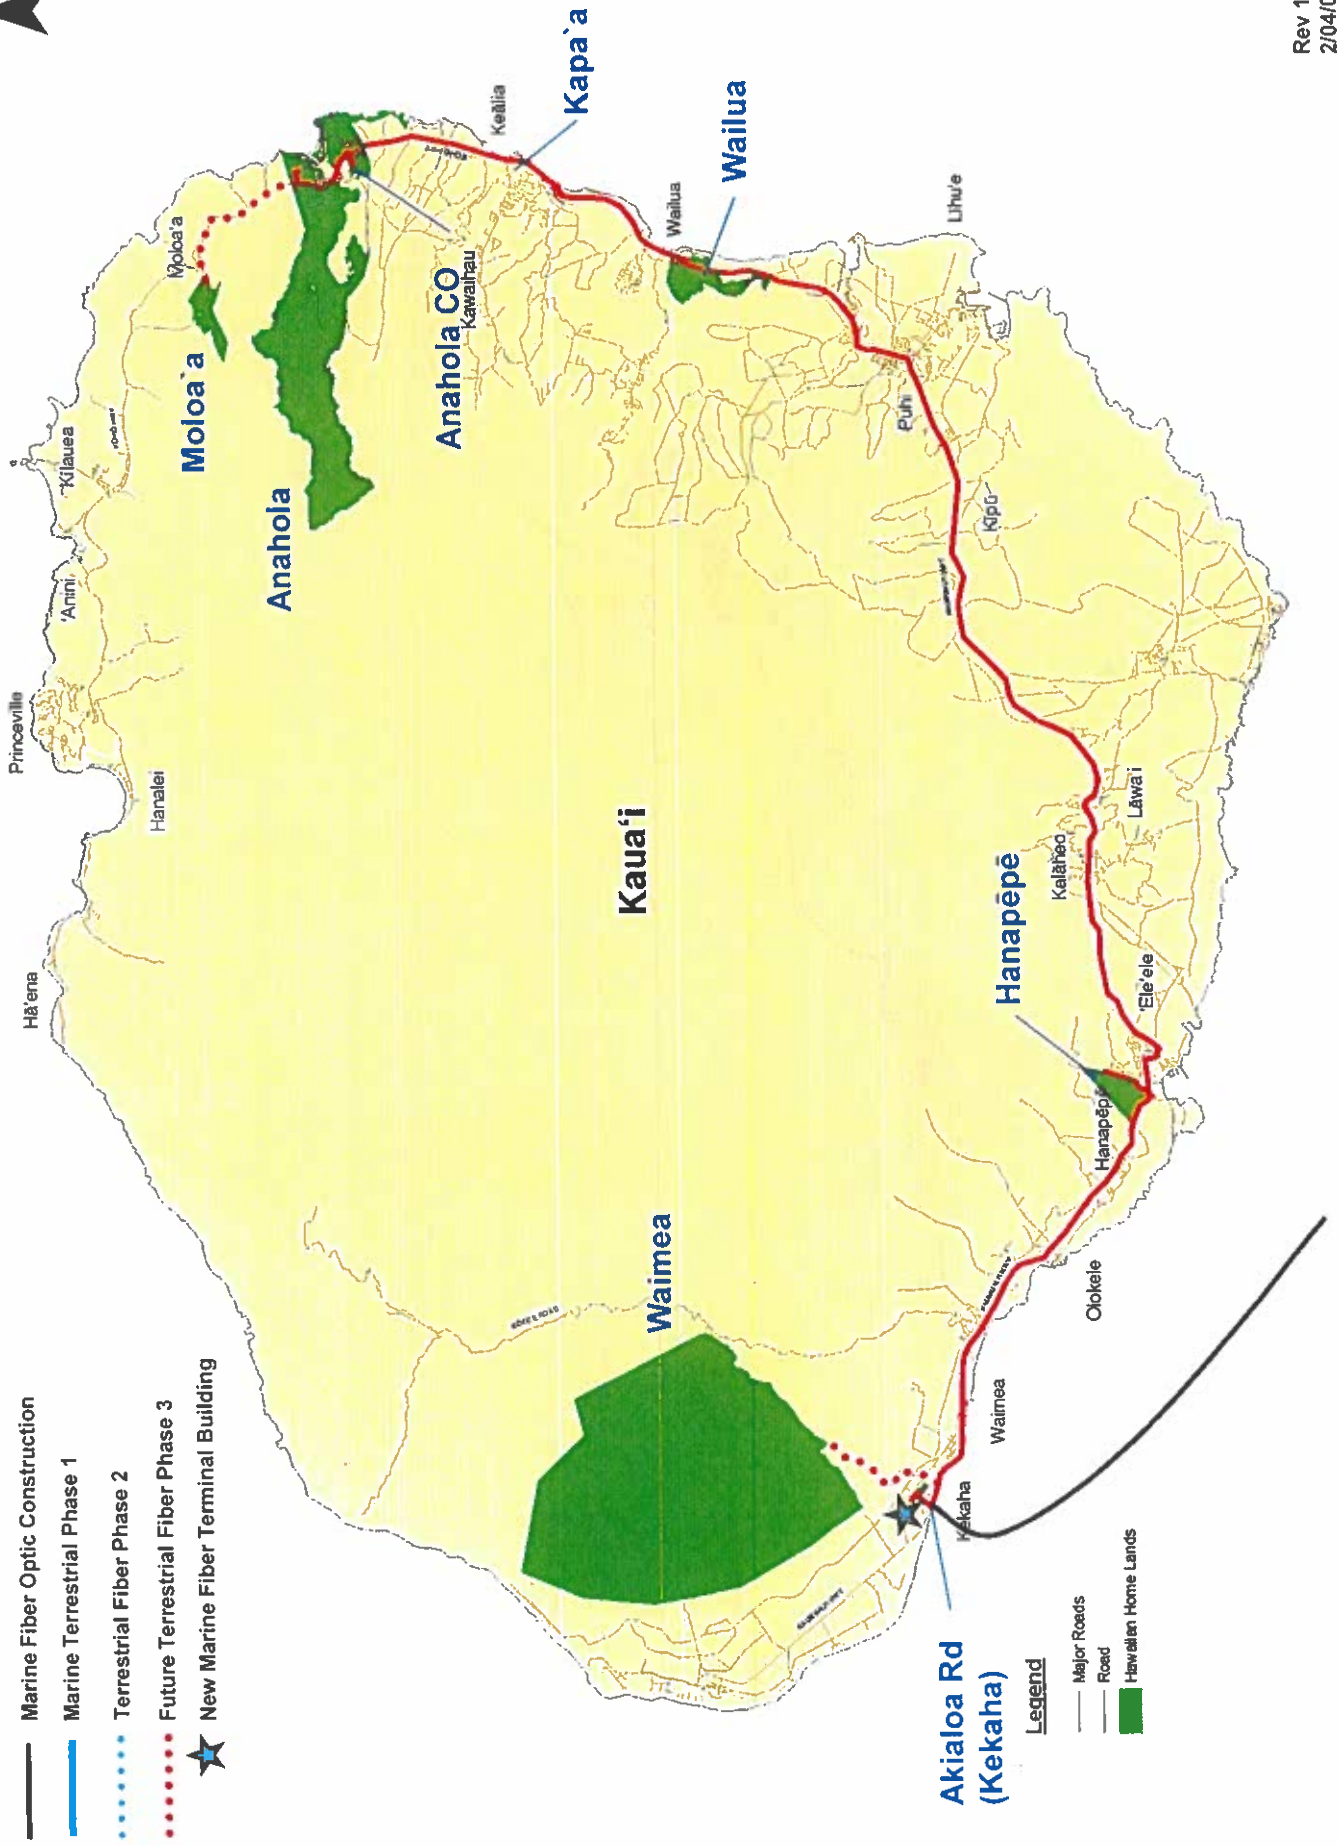 Marine Fiber Optic Construction
Marine Terrestrial Phase 1
Terrestrial Fiber Phase 2
Future Terrestrial Fiber Phase 3
New Marine Fiber Terminal Building
Hā'ena
Princeville
Hanalei
'Anini
Kīlauea
Moloa'a
Moloa`a
Anahola
Anahola CO
Kawaihau
Keālia
Kapa`a
Wailua
Wailua
Līhu'e
Puhi
Kīpū
Kaua‘i
Waimea
Hanapēpē
Kalāheo
Lāwa'i
'Ele'ele
Hanapēpē
Olokele
Waimea
Kekaha
Akialoa Rd
(Kekaha)
Legend
Major Roads
Road
Hawaiian Home Lands
Rev 1